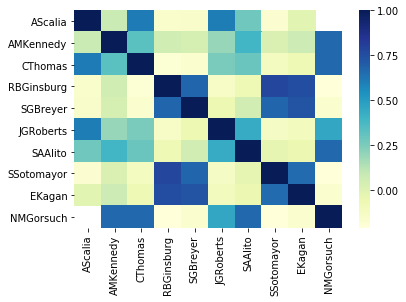 AScalia
AMKennedy
CThomas
RBGinsburg
SGBreyer
JGRoberts
SAAlito
SSotomayor
EKagan
NMGorsuch
AScalia
AMKennedy
CThomas
RBGinsburg
SGBreyer
JGRoberts
SAAlito
SSotomayor
EKagan
NMGorsuch
1.00
0.75
0.50
0.25
0.00